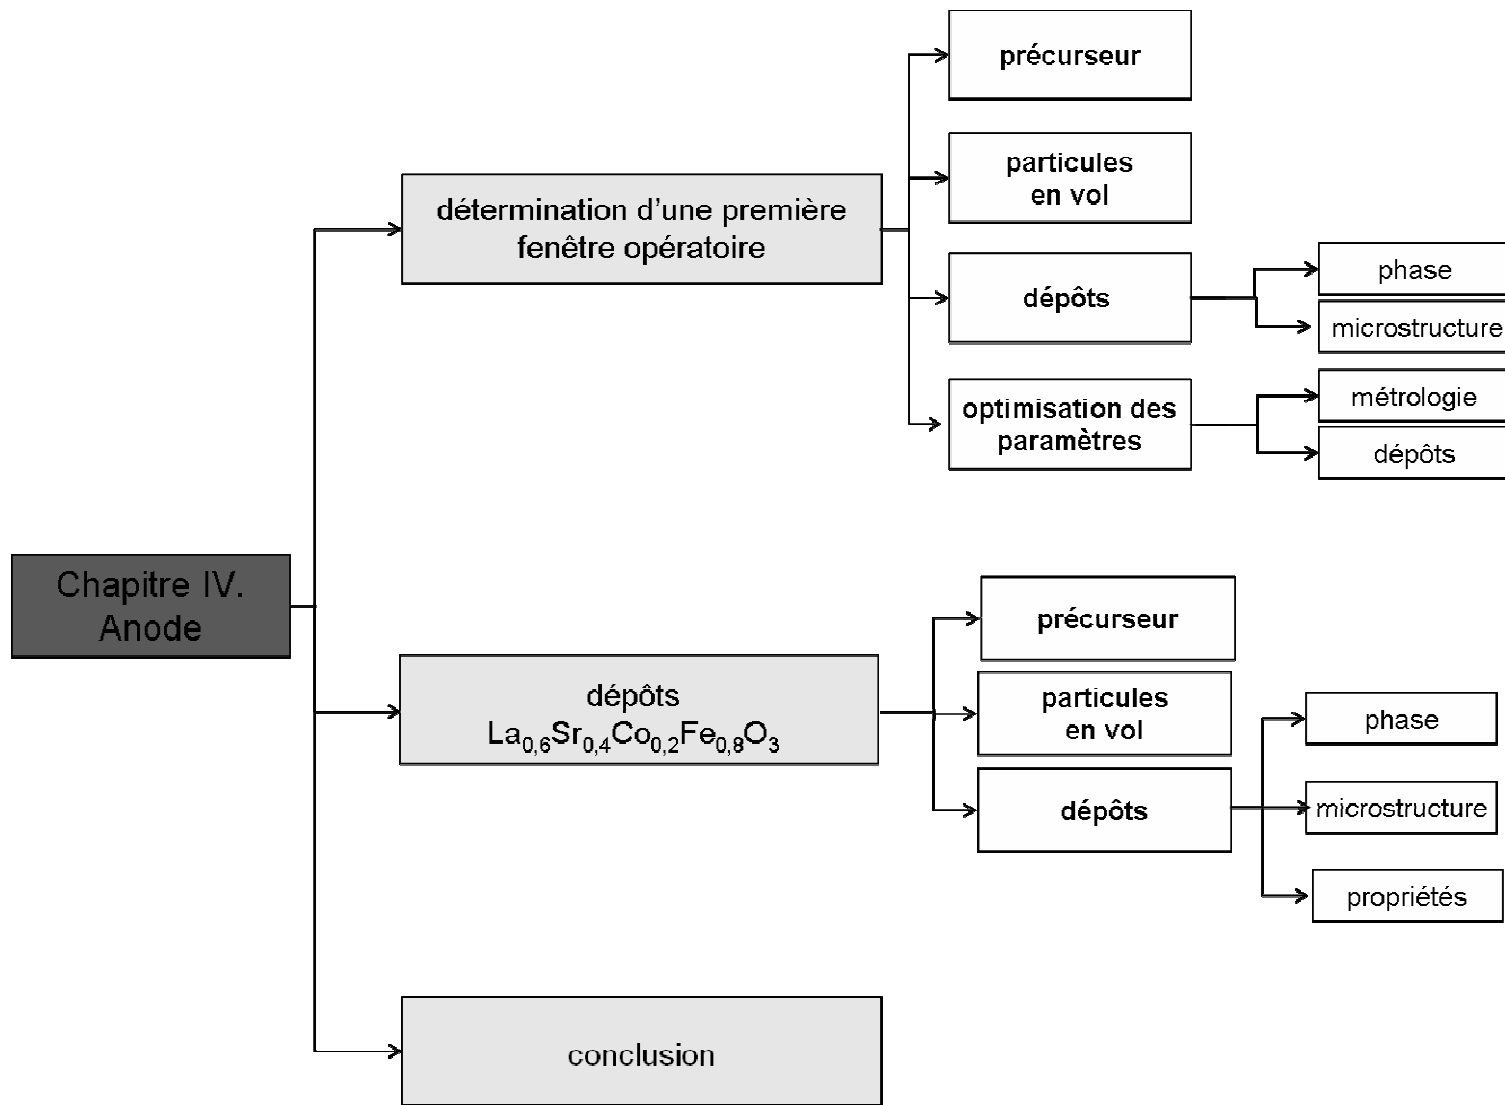 Chapitre IV.
Anode
détermination d'une première
fenêtre opératoire
précurseur
particules
en vol
dépôts
phase
microstructure
optimisation des
paramètres
métrologie
dépôts
dépôts
La₀,₆Sr₀,₄Co₀,₂Fe₀,₈O₃
précurseur
particules
en vol
dépôts
phase
microstructure
propriétés
conclusion